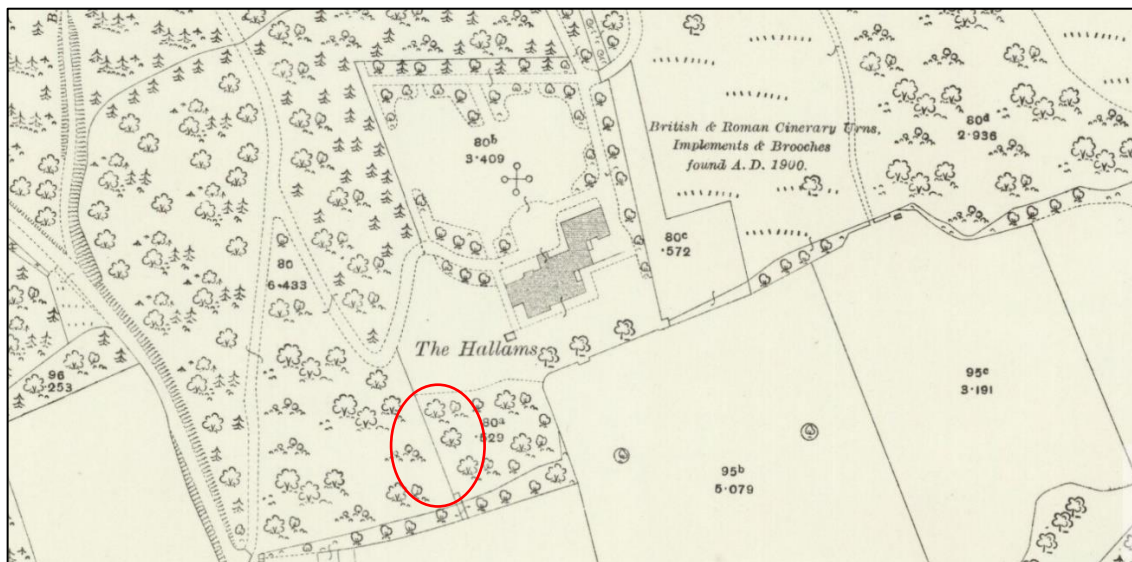 B
80ᵇ
3·409
British & Roman Cinerary Urns,
Implements & Brooches
found A.D. 1900.
80ᵈ
2·936
80ᶜ
·572
80
6·433
The Hallams
96
·253
80ᵃ
·529
95ᶜ
3·191
95ᵇ
5·079